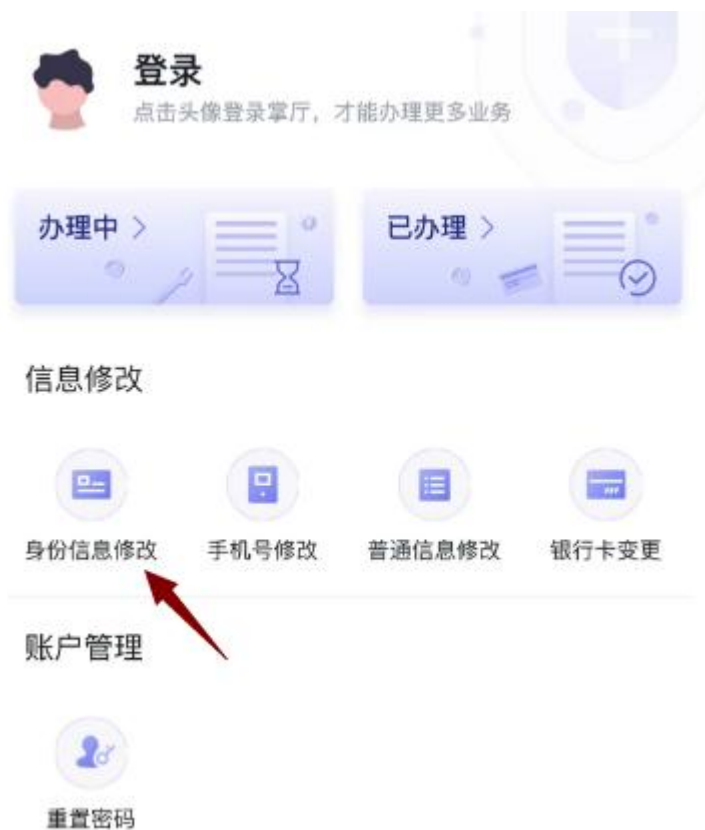 登录
点击头像登录掌厅，才能办理更多业务
办理中 >
已办理 >
信息修改
身份信息修改 手机号修改 普通信息修改 银行卡变更
账户管理
重置密码